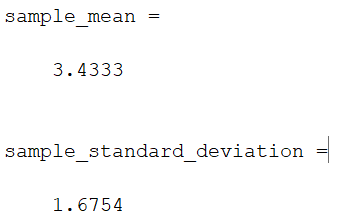 sample_mean =
3.4333
sample_standard_deviation =
1.6754